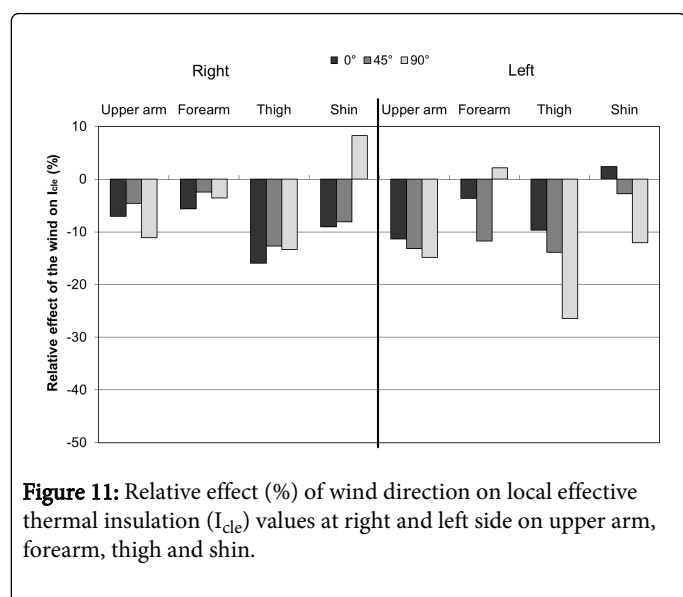 0° 45° 90°
Right Left
Upper arm Forearm Thigh Shin Upper arm Forearm Thigh Shin
Relative effect of the wind on Icle (%)
10
0
-10
-20
-30
-40
-50
Figure 11: Relative effect (%) of wind direction on local effective
thermal insulation (Icle) values at right and left side on upper arm,
forearm, thigh and shin.